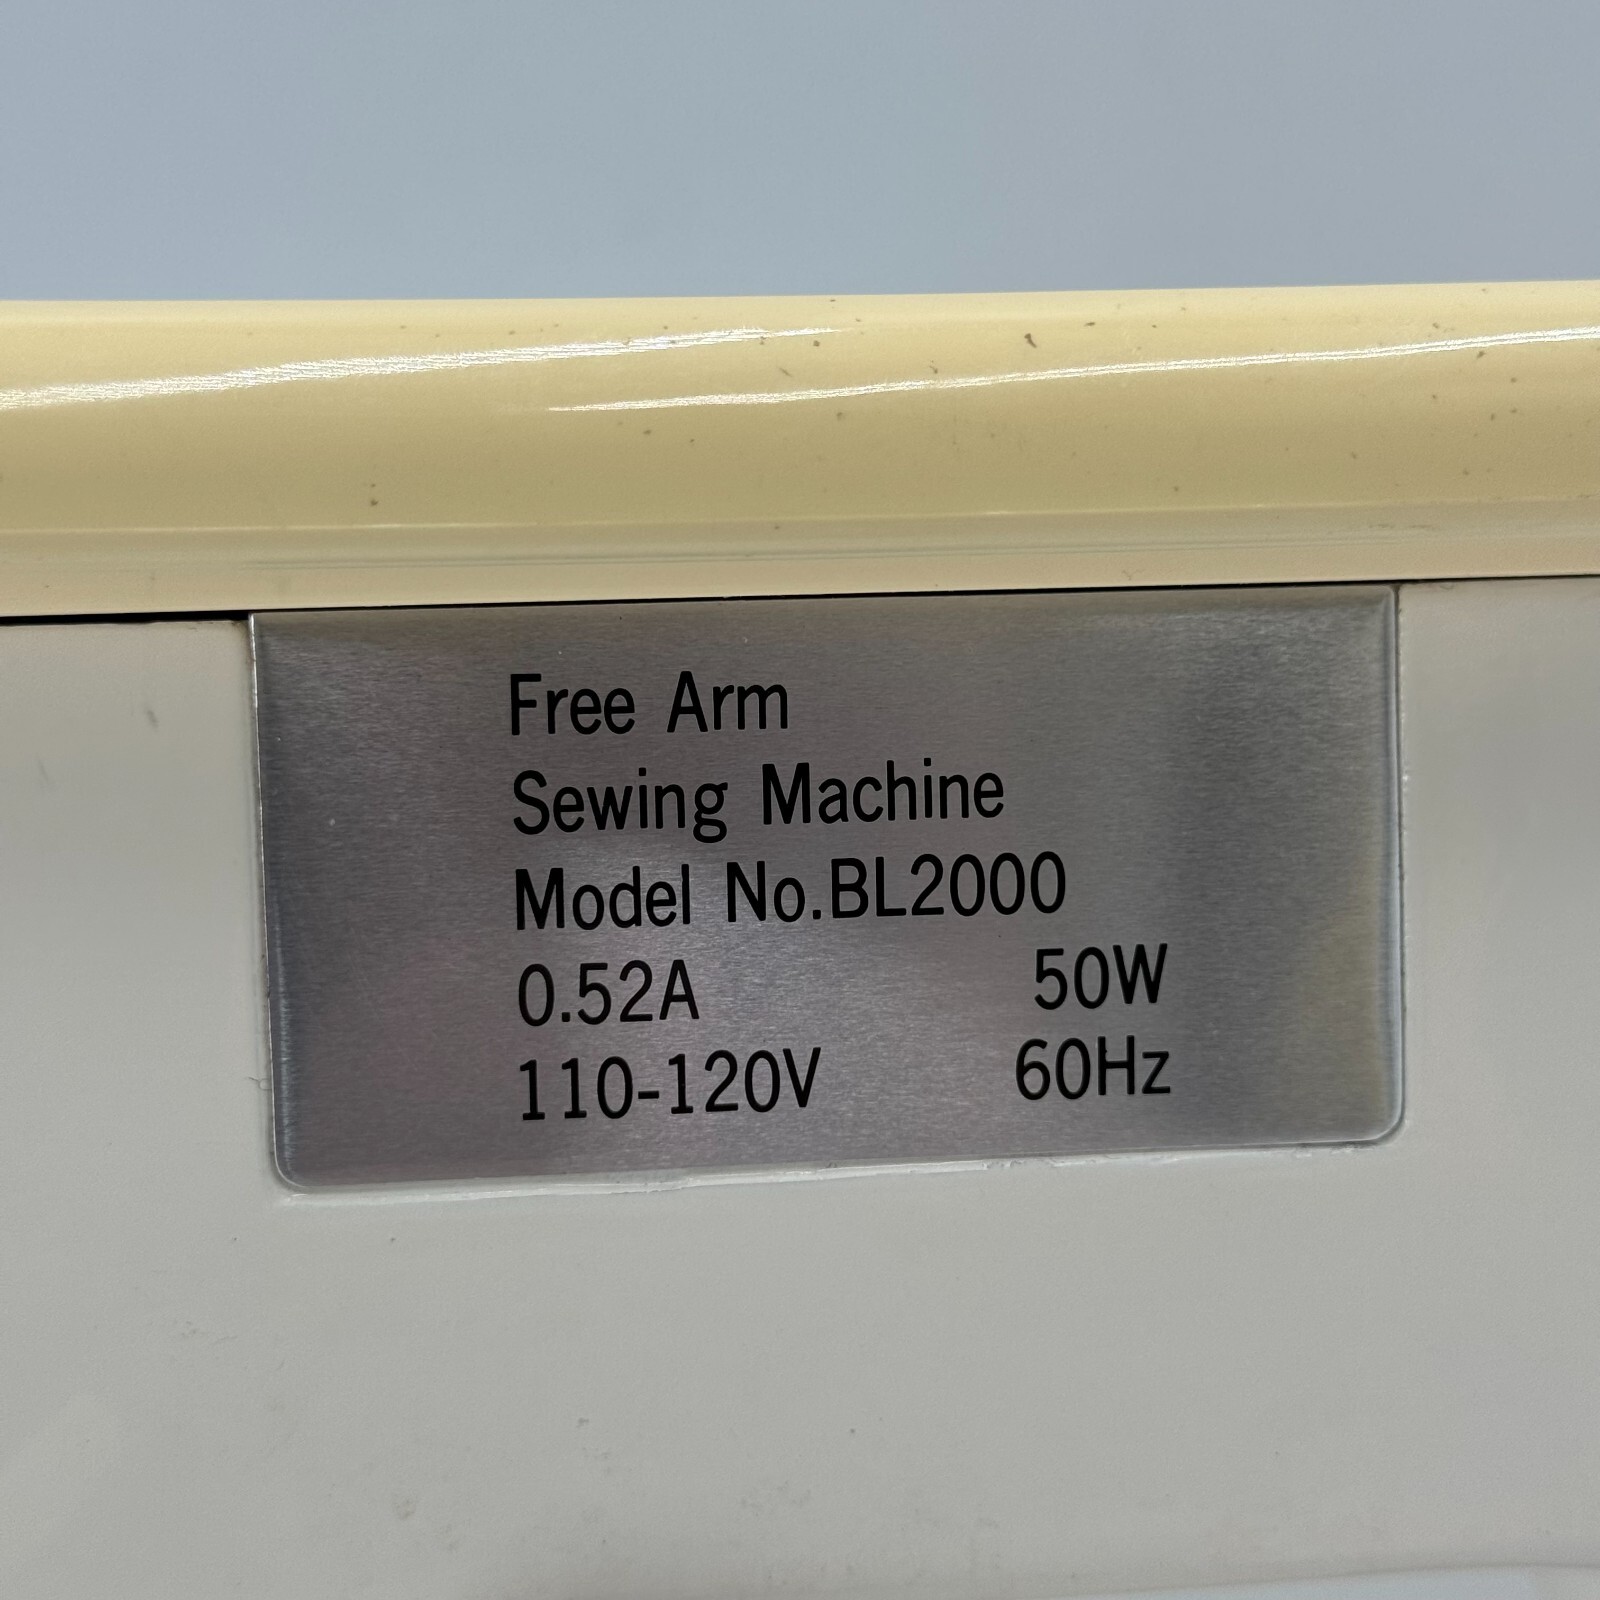 Free Arm
Sewing Machine
Model No.BL2000
0.52A 50W
110-120V 60Hz